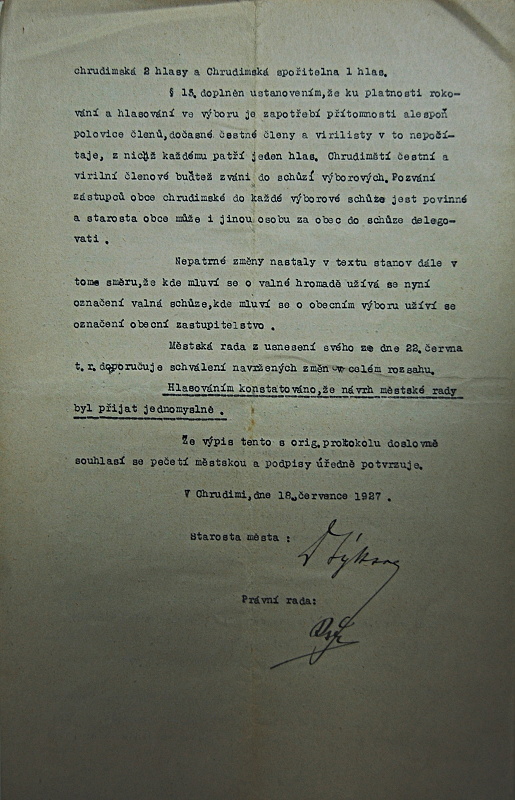 chrudimská 2 hlasy a Chrudimská spořitelna 1 hlas.
§ 15. doplněn ustanovením,že ku platnosti roko-
vání a hlasování ve výboru je zapotřebí přítomnosti alespoň
polovice členů,dočasné čestné členy a virilisty v to nepočí-
taje, z nichž každému patří jeden hlas. Chrudimští čestní a
virilní členové buďtež zváni do schůzí výborových. Pozvání
zástupců obce chrudimské do každé výborové schůze jest povinné
a starosta obce může i jinou osobu za obec do schůze delego-
vati .
Nepatrné změny nastaly v textu stanov dále v
tome směru,že kde mluví se o valné hromadě užívá se nyní
označení valná schůze,kde mluví se o obecním výboru užívi se
označení obecní zastupitelstvo .
Městská rada z usnesení svého ze dne 22. června
t. r. doporučuje schválení navržených změn v celém rozsahu.
Hlasováním konstatováno,že návrh městské rady
byl přijat jednomyslně .
Že výpis tento s orig. protokolu doslovně
souhlasí se pečetí městskou a podpisy úředně potvrzuje.
V Chrudimi, dne 18. července 1927 .
Starosta města :
Právní rada: